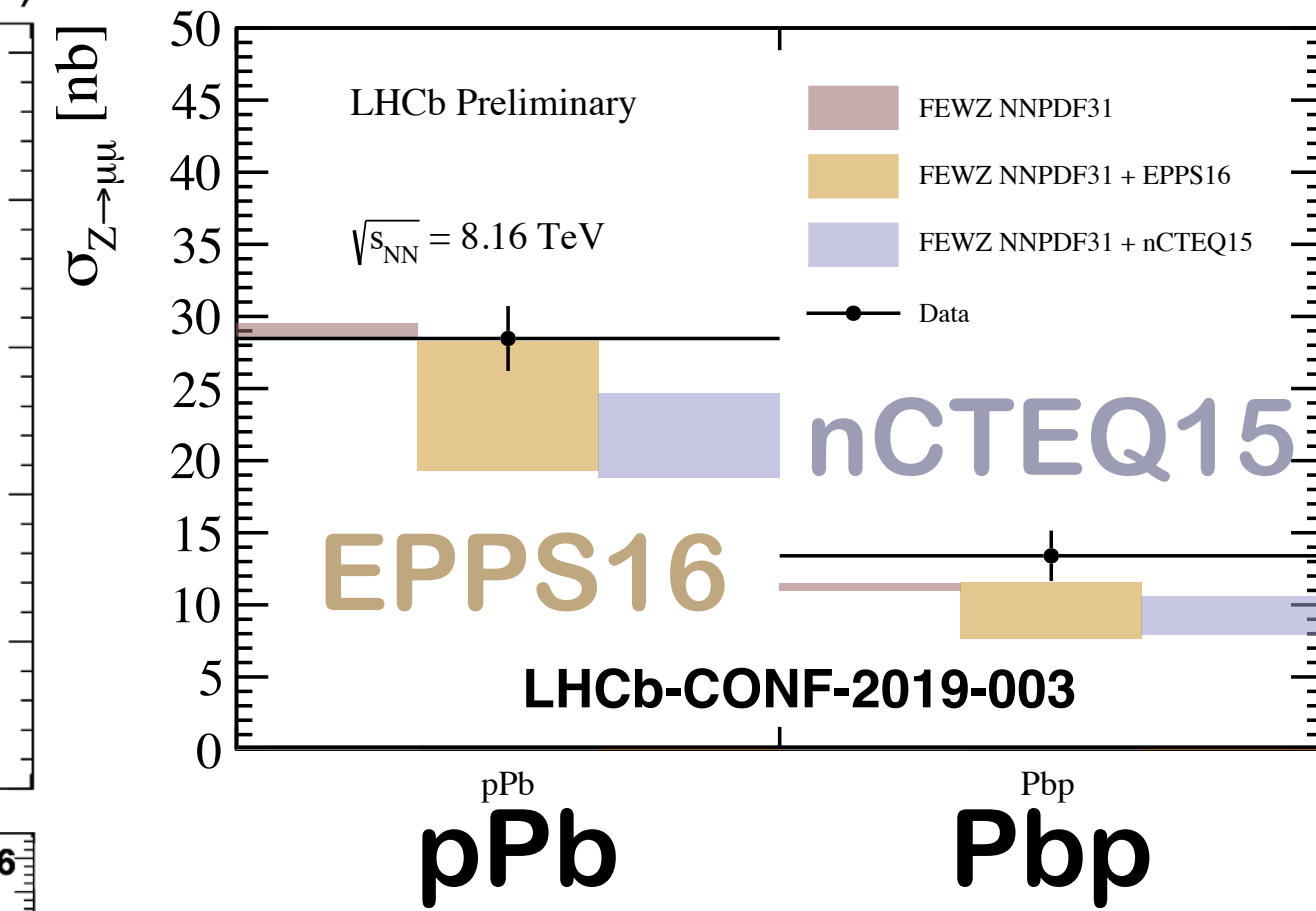 σZ→μμ [nb]
50
45
40
35
30
25
20
15
10
5
0
LHCb Preliminary
√sNN = 8.16 TeV
FEWZ NNPDF31
FEWZ NNPDF31 + EPPS16
FEWZ NNPDF31 + nCTEQ15
Data
nCTEQ15
EPPS16
LHCb-CONF-2019-003
pPb
Pbp
pPb
Pbp
6